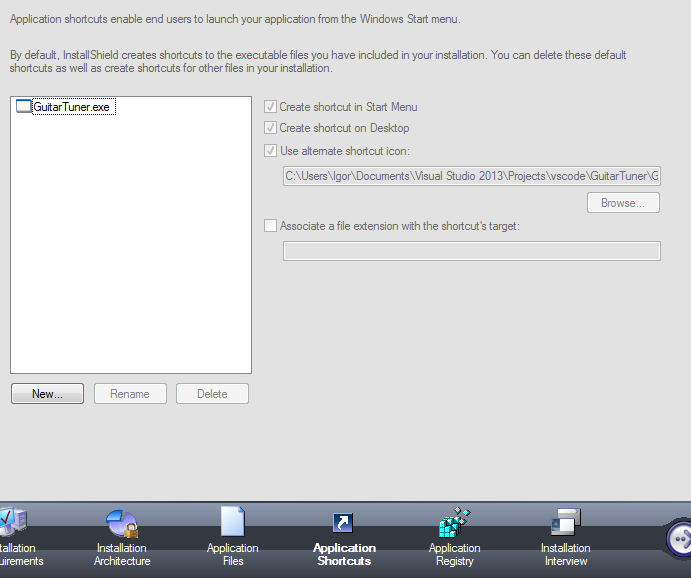 Application shortcuts enable end users to launch your application from the Windows Start menu.
By default, InstallShield creates shortcuts to the executable files you have included in your installation. You can delete these default
shortcuts as well as create shortcuts for other files in your installation.
GuitarTuner.exe
Create shortcut in Start Menu
Create shortcut on Desktop
Use alternate shortcut icon:
C:\Users\Igor\Documents\Visual Studio 2013\Projects\vscode\GuitarTuner\G
Browse...
Associate a file extension with the shortcut's target:
New... Rename Delete
tallation Installation Application Application Application Installation
uirements Architecture Files Shortcuts Registry Interview